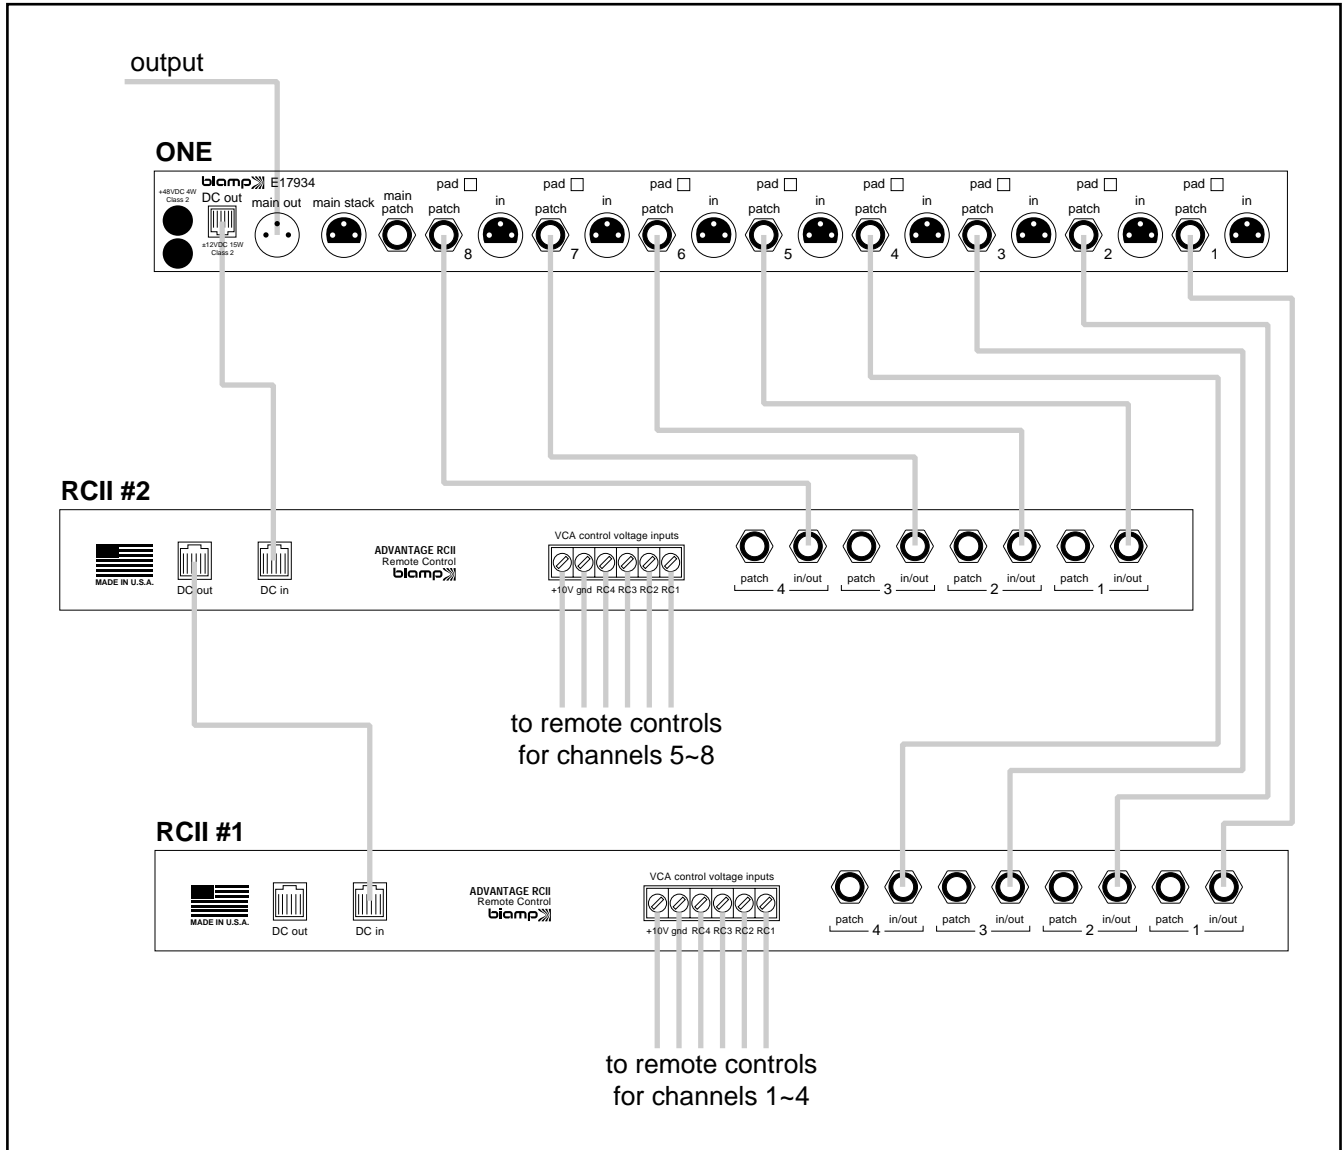 output
ONE
biamp E17934
+48VDC 4W
Class 2
DC out
±12VDC 15W
Class 2
main out
main stack
main
patch
pad
patch
in
8
pad
patch
in
7
pad
patch
in
6
pad
patch
in
5
pad
patch
in
4
pad
patch
in
3
pad
patch
in
2
pad
patch
in
1
RCII #2
MADE IN U.S.A.
DC out
DC in
ADVANTAGE RCII
Remote Control
biamp
VCA control voltage inputs
+10V gnd RC4 RC3 RC2 RC1
patch in/out
4
patch in/out
3
patch in/out
2
patch in/out
1
to remote controls
for channels 5~8
RCII #1
MADE IN U.S.A.
DC out
DC in
ADVANTAGE RCII
Remote Control
biamp
VCA control voltage inputs
+10V gnd RC4 RC3 RC2 RC1
patch in/out
4
patch in/out
3
patch in/out
2
patch in/out
1
to remote controls
for channels 1~4